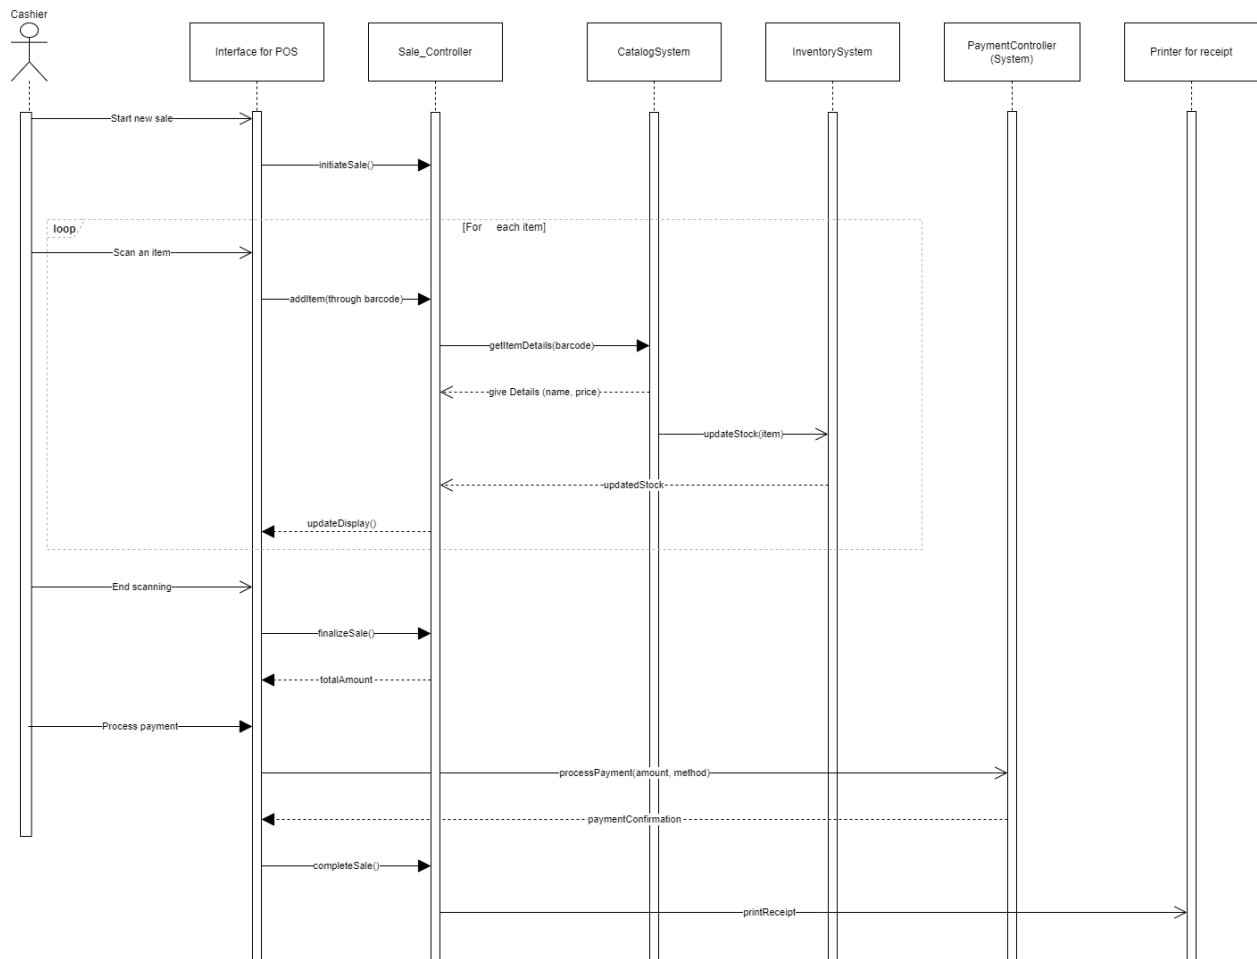 Cashier
Interface for POS
Sale_Controller
CatalogSystem
InventorySystem
PaymentController
(System)
Printer for receipt
Start new sale
initiateSale()
loop
[For each item]
Scan an item
addItem(through barcode)
getItemDetails(barcode)
give Details (name, price)
updateStock(item)
updatedStock
updateDisplay()
End scanning
finalizeSale()
totalAmount
Process payment
processPayment(amount, method)
paymentConfirmation
completeSale()
printReceipt